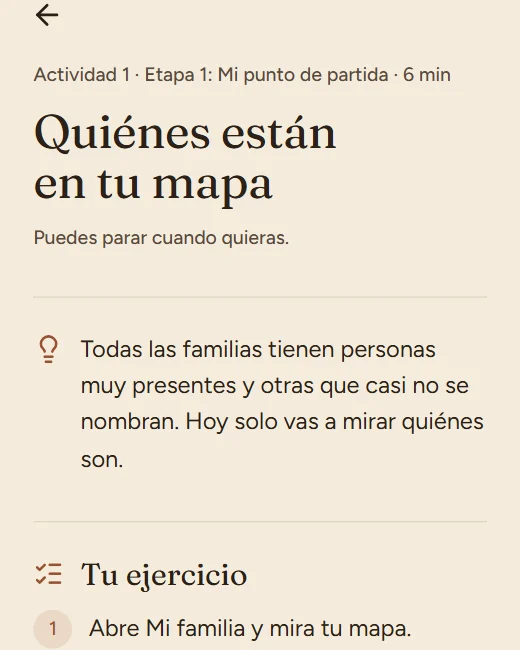 Actividad 1 · Etapa 1: Mi punto de partida · 6 min
Quiénes están
en tu mapa
Puedes parar cuando quieras.
Todas las familias tienen personas
muy presentes y otras que casi no se
nombran. Hoy solo vas a mirar quiénes
son.
Tu ejercicio
1 Abre Mi familia y mira tu mapa.